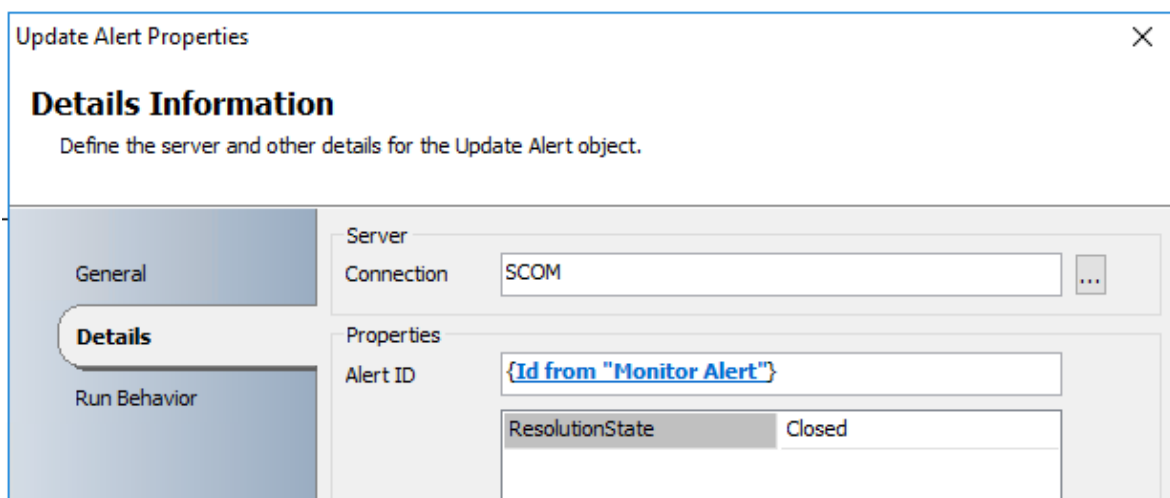 Update Alert Properties
Details Information
Define the server and other details for the Update Alert object.
General
Details
Run Behavior
Server
Connection SCOM ...
Properties
Alert ID {Id from "Monitor Alert"}
ResolutionState Closed